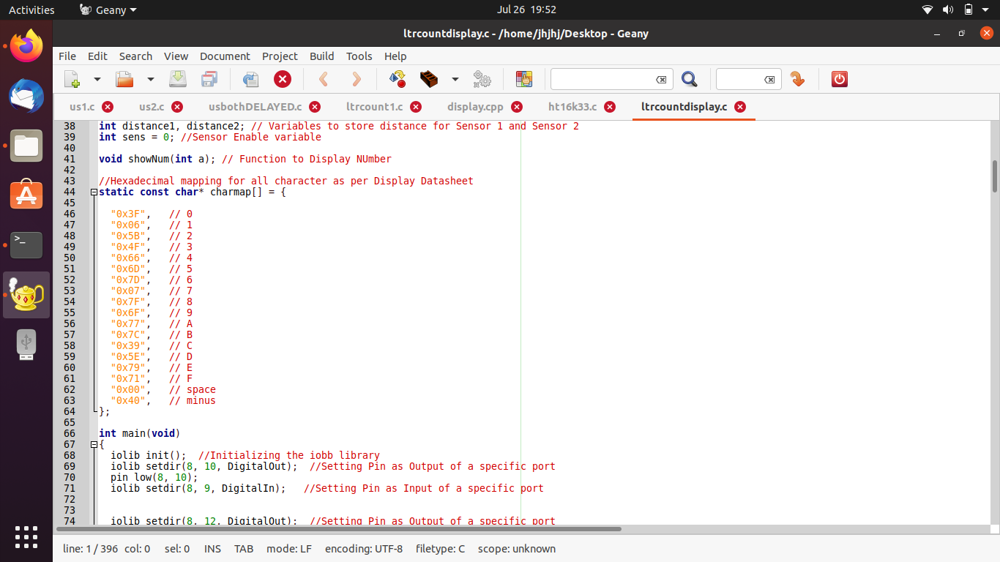 Activities Geany Jul 26 19:52
ltrcountdisplay.c - /home/jhjhj/Desktop - Geany
File Edit Search View Document Project Build Tools Help
us1.c us2.c usbothDELAYED.c ltrcount1.c display.cpp ht16k33.c ltrcountdisplay.c
38 int distance1, distance2; // Variables to store distance for Sensor 1 and Sensor 2
39 int sens = 0; //Sensor Enable variable
40
41 void showNum(int a); // Function to Display NUmber
42
43 //Hexadecimal mapping for all character as per Display Datasheet
44 static const char* charmap[] = {
45
46 "0x3F", // 0
47 "0x06", // 1
48 "0x5B", // 2
49 "0x4F", // 3
50 "0x66", // 4
51 "0x6D", // 5
52 "0x7D", // 6
53 "0x07", // 7
54 "0x7F", // 8
55 "0x6F", // 9
56 "0x77", // A
57 "0x7C", // B
58 "0x39", // C
59 "0x5E", // D
60 "0x79", // E
61 "0x71", // F
62 "0x00", // space
63 "0x40", // minus
64 };
65
66 int main(void)
67 {
68 iolib init(); //Initializing the iobb library
69 iolib setdir(8, 10, DigitalOut); //Setting Pin as Output of a specific port
70 pin low(8, 10);
71 iolib setdir(8, 9, DigitalIn); //Setting Pin as Input of a specific port
72
73
74 iolib setdir(8, 12, DigitalOut); //Setting Pin as Output of a specific port
line: 1 / 396 col: 0 sel: 0 INS TAB mode: LF encoding: UTF-8 filetype: C scope: unknown